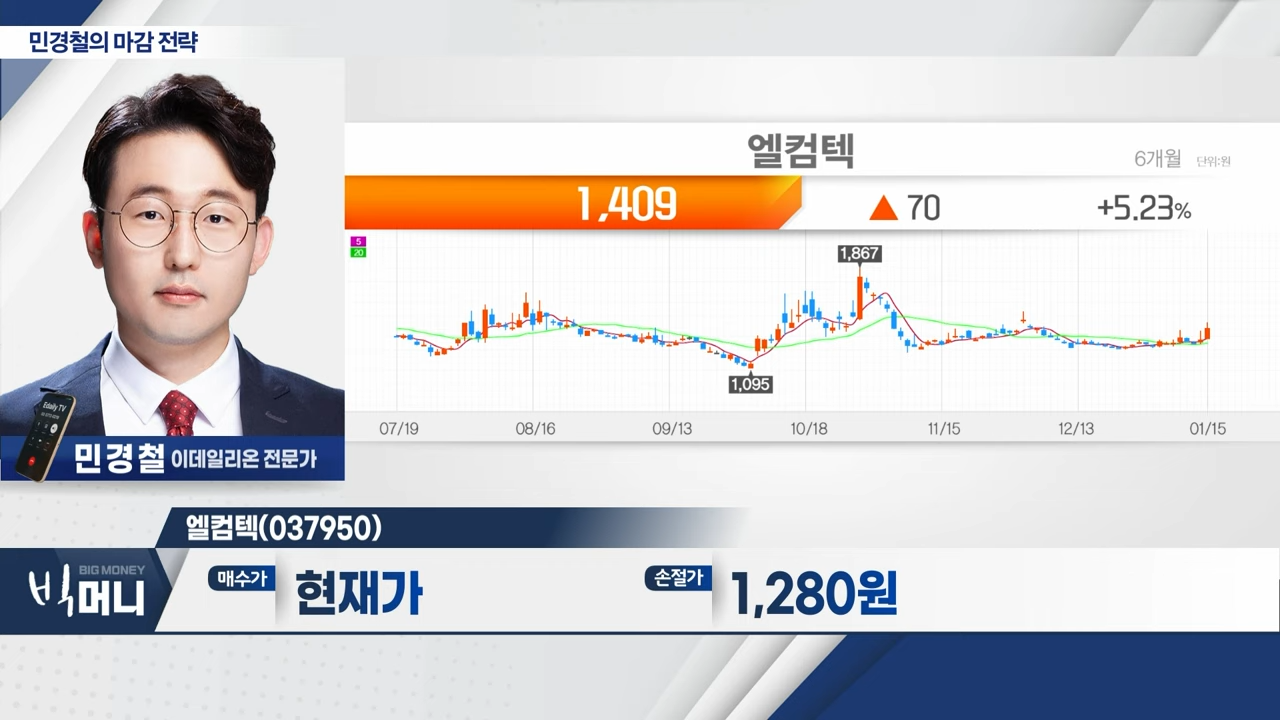 민경철의 마감 전략
엘컴텍
6개월 단위:원
1,409 ▲ 70 +5.23%
5
20
1,867
1,095
07/19 08/16 09/13 10/18 11/15 12/13 01/15
Edaily TV
민경철 이데일리온 전문가
엘컴텍(037950)
BIG MONEY
빅머니
매수가 현재가 손절가 1,280원